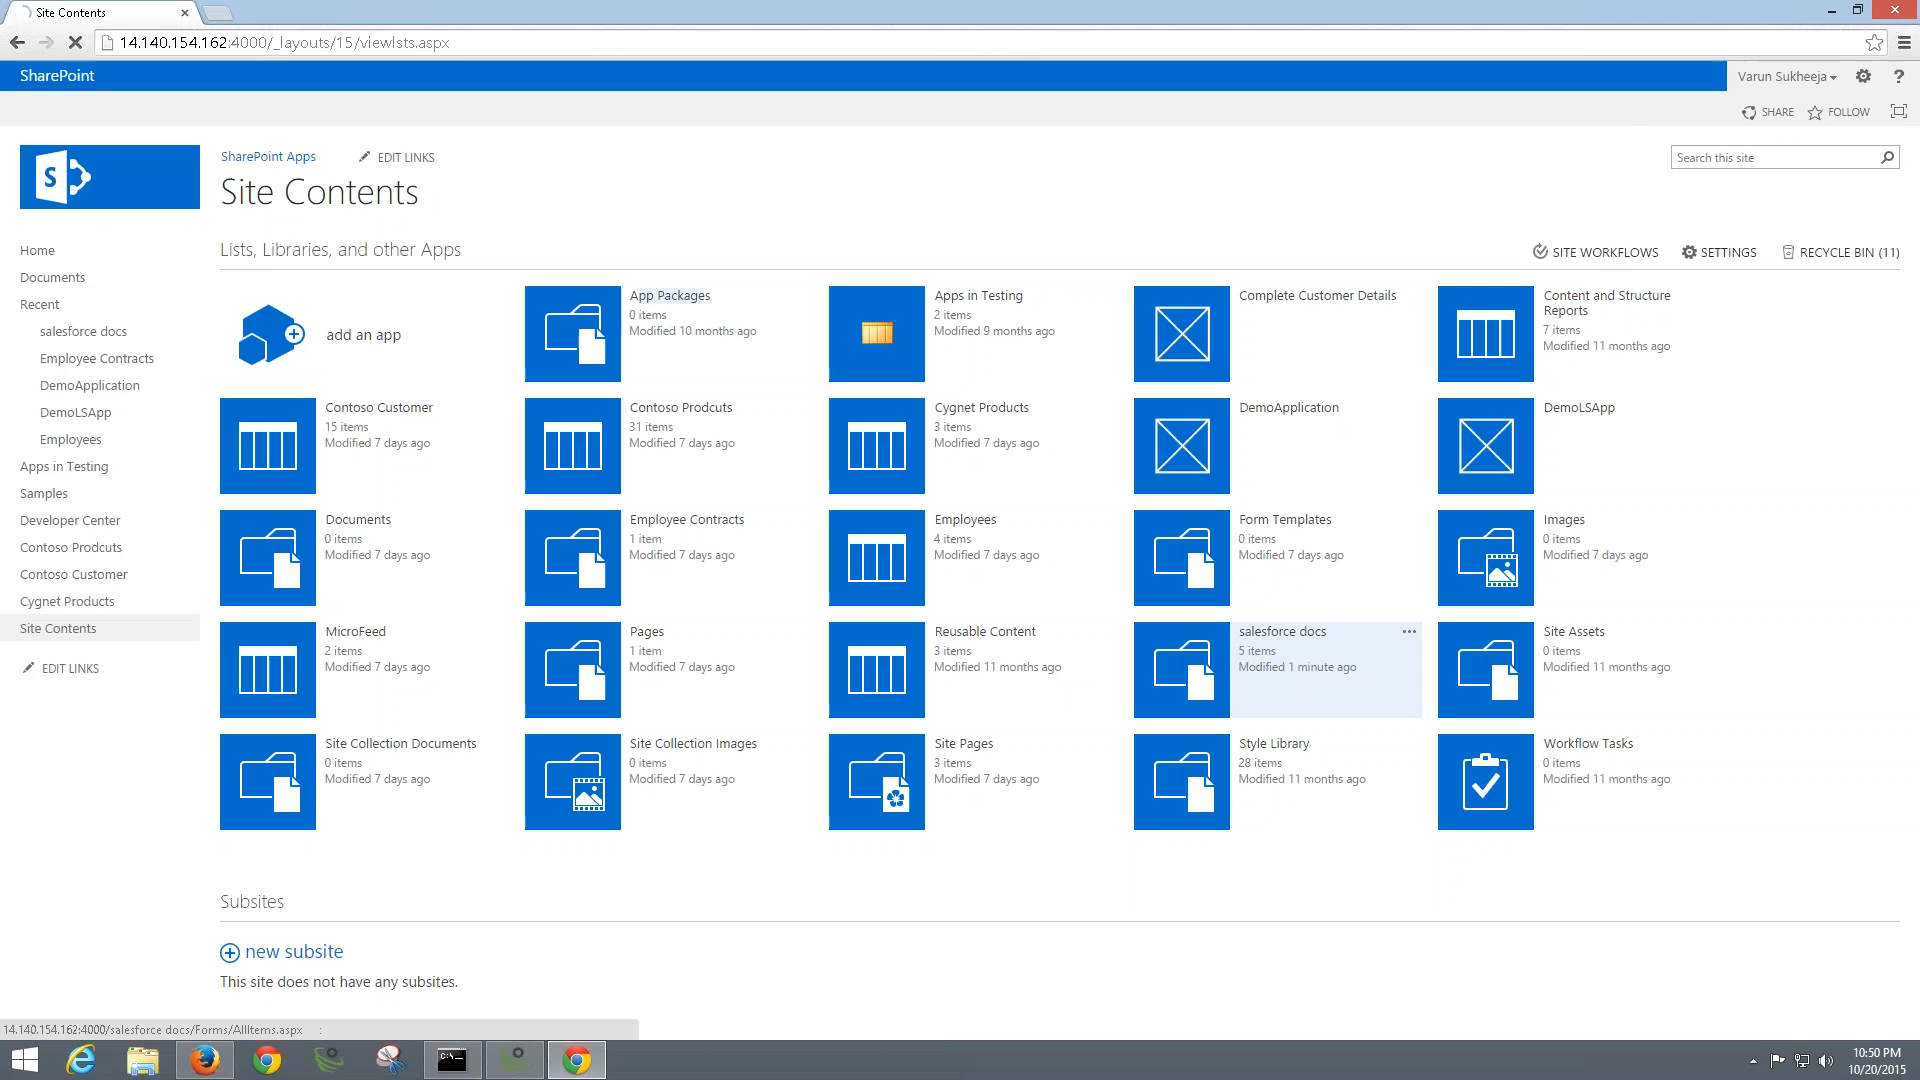 Site Contents
14.140.154.162:4000/_layouts/15/viewlsts.aspx
SharePoint
Varun Sukheeja
?
SHARE
FOLLOW
S
SharePoint Apps
EDIT LINKS
Search this site
Site Contents
Home
Documents
Recent
salesforce docs
Employee Contracts
DemoApplication
DemoLSApp
Employees
Apps in Testing
Samples
Developer Center
Contoso Prodcuts
Contoso Customer
Cygnet Products
Site Contents
EDIT LINKS
Lists, Libraries, and other Apps
SITE WORKFLOWS
SETTINGS
RECYCLE BIN (11)
add an app
App Packages
0 items
Modified 10 months ago
Apps in Testing
2 items
Modified 9 months ago
Complete Customer Details
Content and Structure
Reports
7 items
Modified 11 months ago
Contoso Customer
15 items
Modified 7 days ago
Contoso Prodcuts
31 items
Modified 7 days ago
Cygnet Products
3 items
Modified 7 days ago
DemoApplication
DemoLSApp
Documents
0 items
Modified 7 days ago
Employee Contracts
1 item
Modified 7 days ago
Employees
4 items
Modified 7 days ago
Form Templates
0 items
Modified 7 days ago
Images
0 items
Modified 7 days ago
MicroFeed
2 items
Modified 7 days ago
Pages
1 item
Modified 7 days ago
Reusable Content
3 items
Modified 11 months ago
salesforce docs
5 items
Modified 1 minute ago
Site Assets
0 items
Modified 11 months ago
Site Collection Documents
0 items
Modified 7 days ago
Site Collection Images
0 items
Modified 7 days ago
Site Pages
3 items
Modified 7 days ago
Style Library
28 items
Modified 11 months ago
Workflow Tasks
0 items
Modified 11 months ago
Subsites
new subsite
This site does not have any subsites.
14.140.154.162:4000/salesforce docs/Forms/AllItems.aspx :
C:\.
10:50 PM
10/20/2015